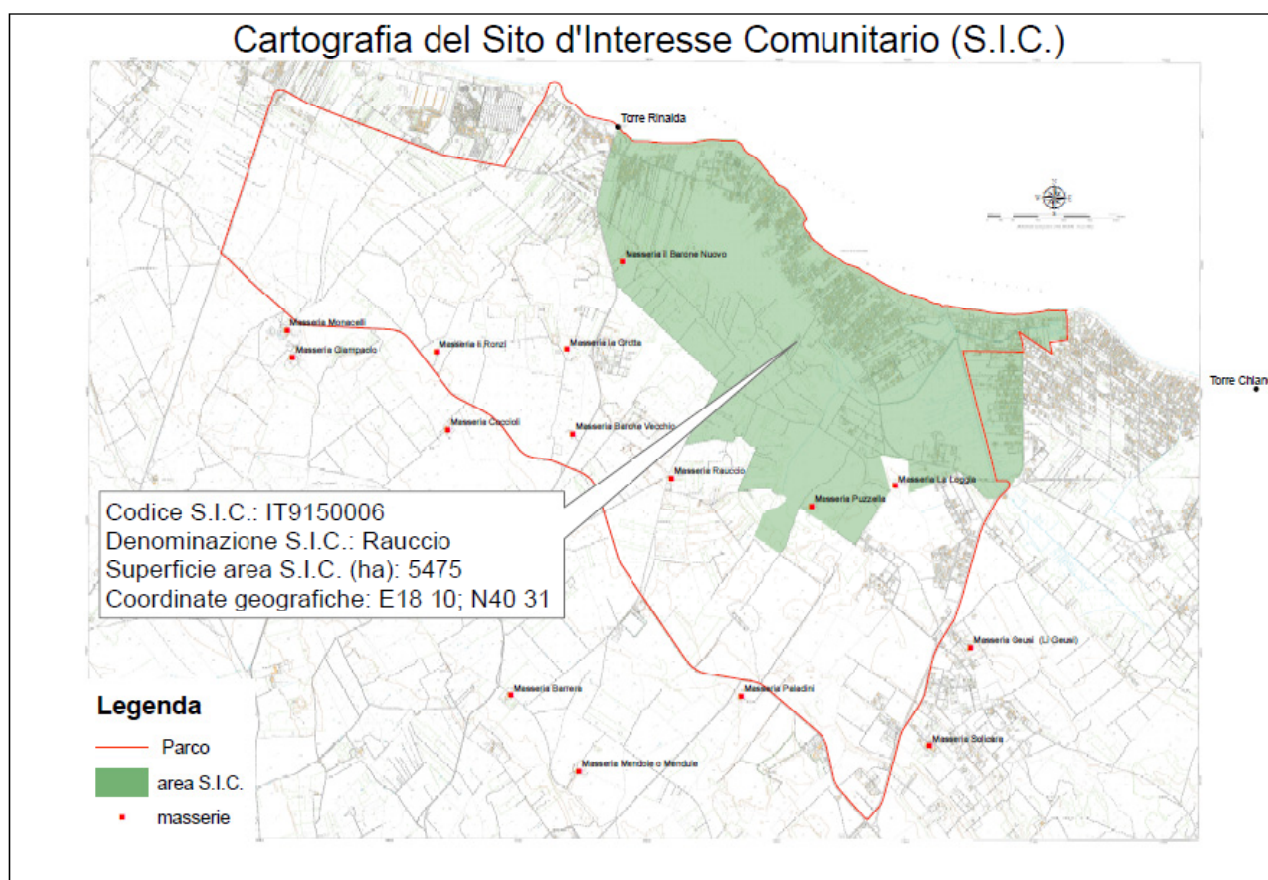 Cartografia del Sito d'Interesse Comunitario (S.I.C.)
Torre Rinalda
Masseria Il Barone Nuovo
Masseria Monacelli
Masseria Giampaolo
Masseria li Ronzi
Masseria la Grotta
Torre Chian
Masseria Coccioli
Masseria Barone Vecchio
Masseria Rauccio
Masseria La Loggia
Masseria Puzzella
Codice S.I.C.: IT9150006
Denominazione S.I.C.: Rauccio
Superficie area S.I.C. (ha): 5475
Coordinate geografiche: E18 10; N40 31
Masseria Geusi (Li Geusi)
Masseria Barrera
Masseria Paladini
Masseria Solicara
Masseria Mendole o Mendule
Legenda
Parco
area S.I.C.
masserie